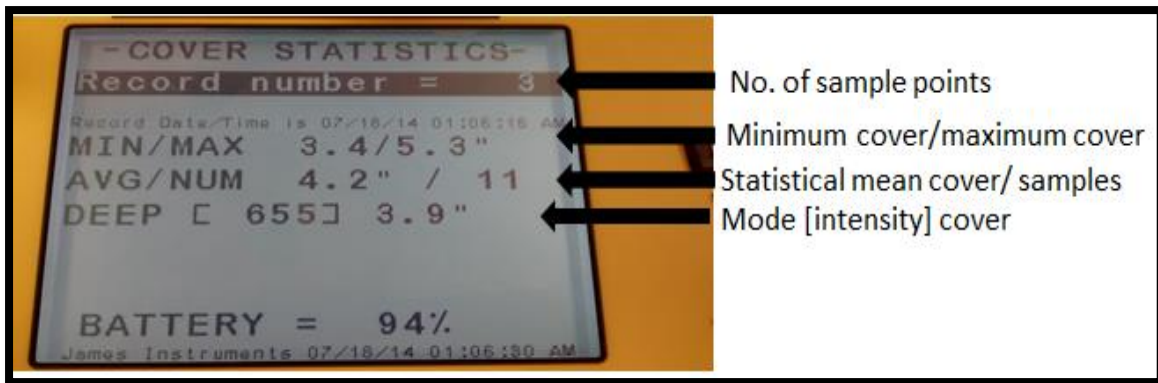 -COVER STATISTICS-
Record number = 3
Record Date/Time is 07/18/14 01:06:16 AM
MIN/MAX 3.4/5.3"
AVG/NUM 4.2" / 11
DEEP [ 655] 3.9"
BATTERY = 94%
James Instruments 07/18/14 01:06:30 AM
No. of sample points
Minimum cover/maximum cover
Statistical mean cover/ samples
Mode [intensity] cover